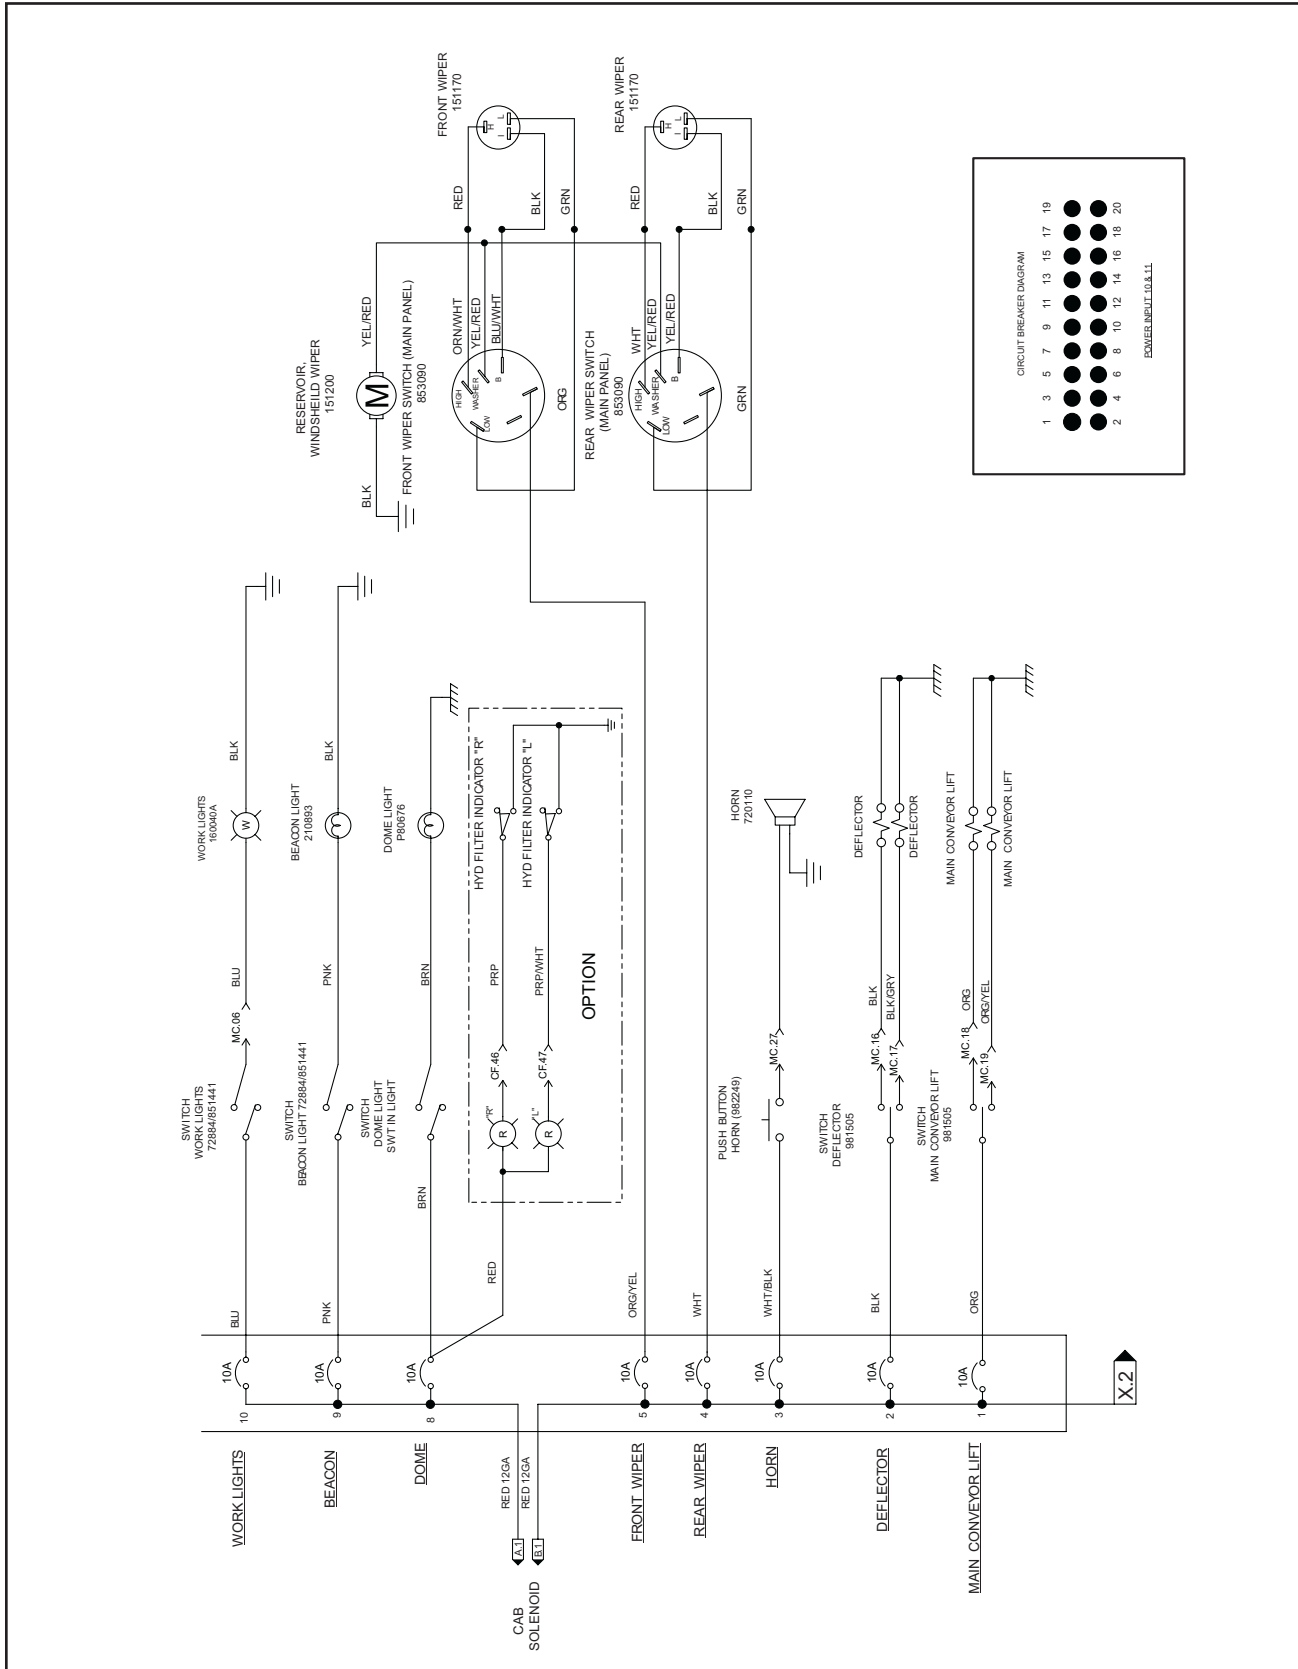 WORK LIGHTS
10
10A
BLU
SWITCH
WORK LIGHTS
72884/851441
MC.06
BLU
WORK LIGHTS
160040A
BLK
BEACON
9
10A
PNK
SWITCH
BEACON LIGHT 72884/851441
PNK
BEACON LIGHT
210893
BLK
DOME
8
10A
BRN
SWITCH
DOME LIGHT
SWT IN LIGHT
BRN
DOME LIGHT
P80676
RED
"R"
R
CF.46
PRP
HYD FILTER INDICATOR "R"
"L"
R
CF.47
PRP/WHT
HYD FILTER INDICATOR "L"
OPTION
CAB
SOLENOID
A.1
B.1
RED 12GA
RED 12GA
RESERVOIR,
WINDSHEILD WIPER
151200
BLK
M
YEL/RED
FRONT WIPER SWITCH (MAIN PANEL)
853090
LOW
HIGH
WASHER
B
ORN/WHT
YEL/RED
BLU/WHT
ORG
RED
BLK
GRN
FRONT WIPER
151170
H
I
L
REAR WIPER SWITCH
(MAIN PANEL)
853090
LOW
HIGH
WASHER
B
WHT
YEL/RED
YEL/RED
GRN
RED
BLK
GRN
REAR WIPER
151170
H
I
L
FRONT WIPER
5
10A
ORG/YEL
REAR WIPER
4
10A
WHT
HORN
3
10A
WHT/BLK
PUSH BUTTON
HORN (982249)
MC.27
HORN
720110
DEFLECTOR
2
10A
BLK
SWITCH
DEFLECTOR
981505
MC.16
MC.17
BLK
BLK/GRY
DEFLECTOR
DEFLECTOR
MAIN CONVEYOR LIFT
1
10A
ORG
SWITCH
MAIN CONVEYOR LIFT
981505
MC.18
MC.19
ORG
ORG/YEL
MAIN CONVEYOR LIFT
MAIN CONVEYOR LIFT
X.2
CIRCUIT BREAKER DIAGRAM
1 3 5 7 9 11 13 15 17 19
2 4 6 8 10 12 14 16 18 20
POWER INPUT 10 & 11
W